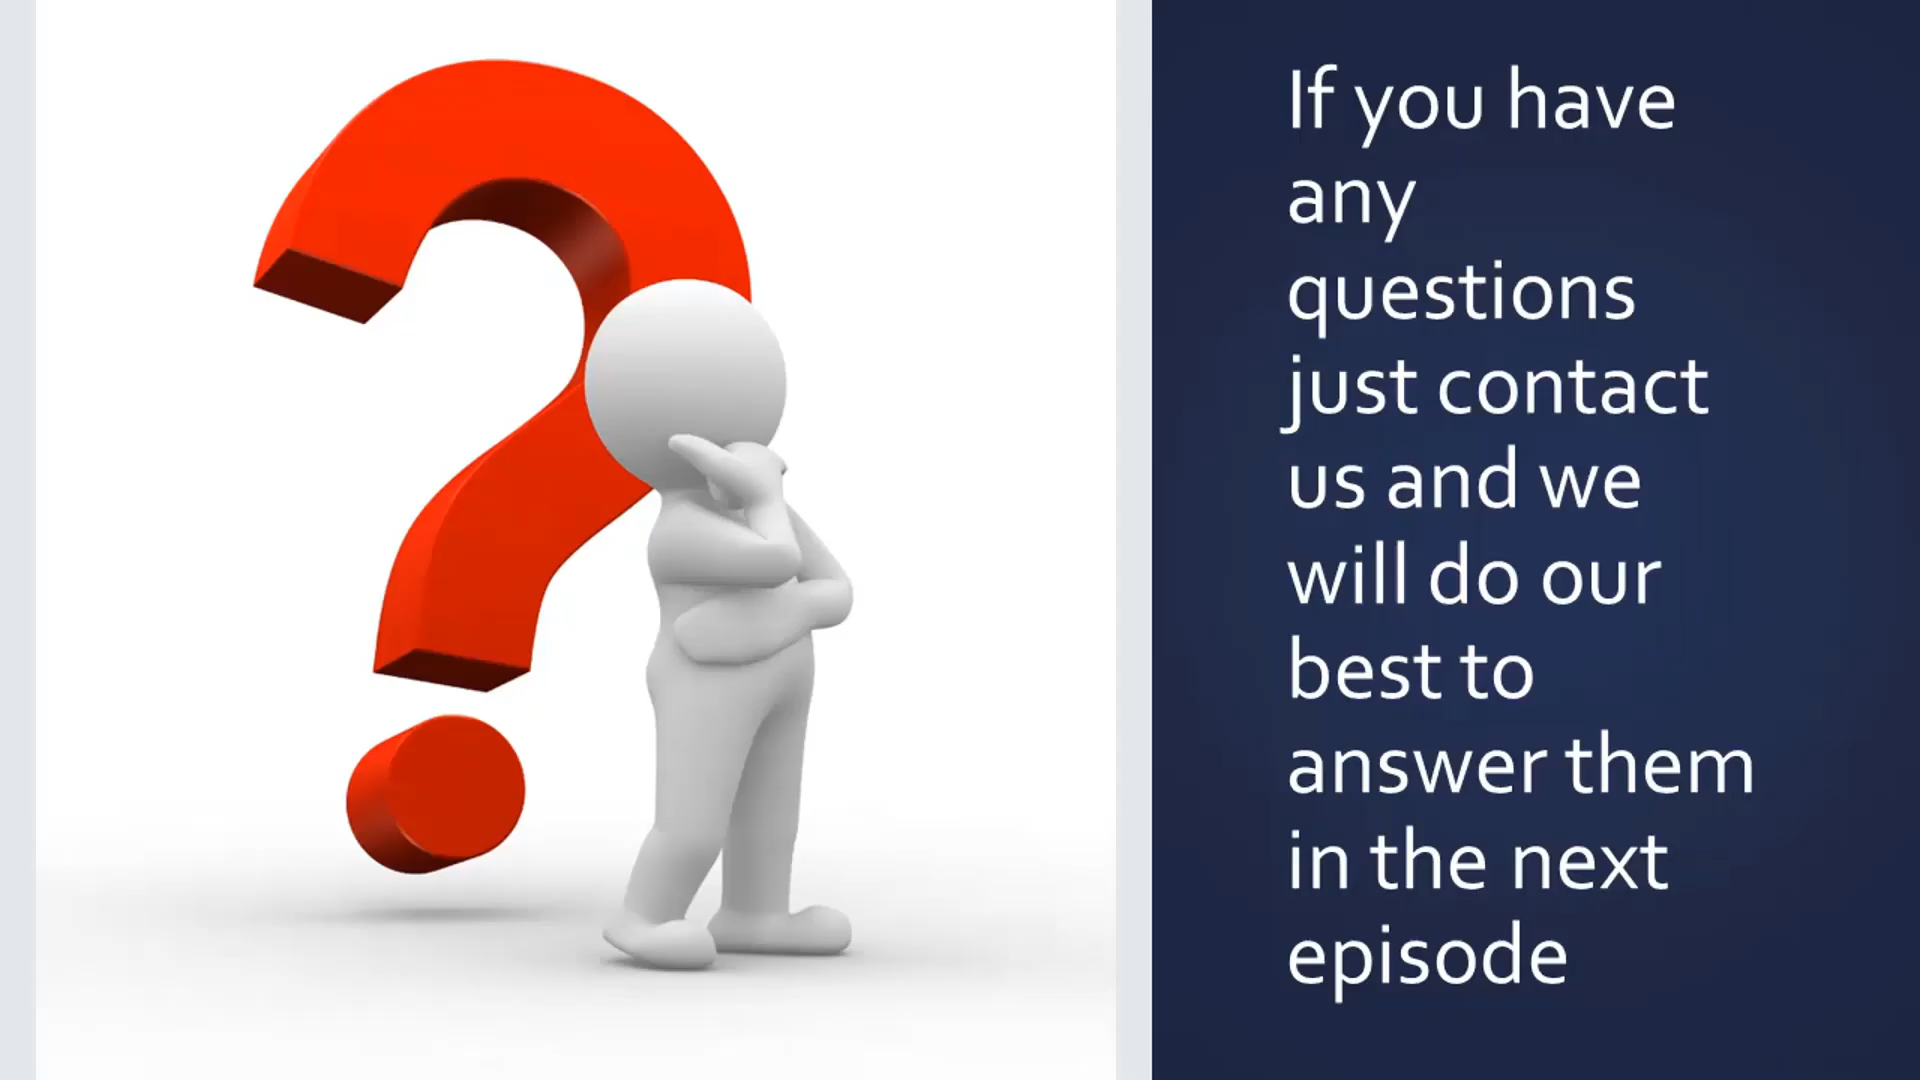 If you have
any
questions
just contact
us and we
will do our
best to
answer them
in the next
episode